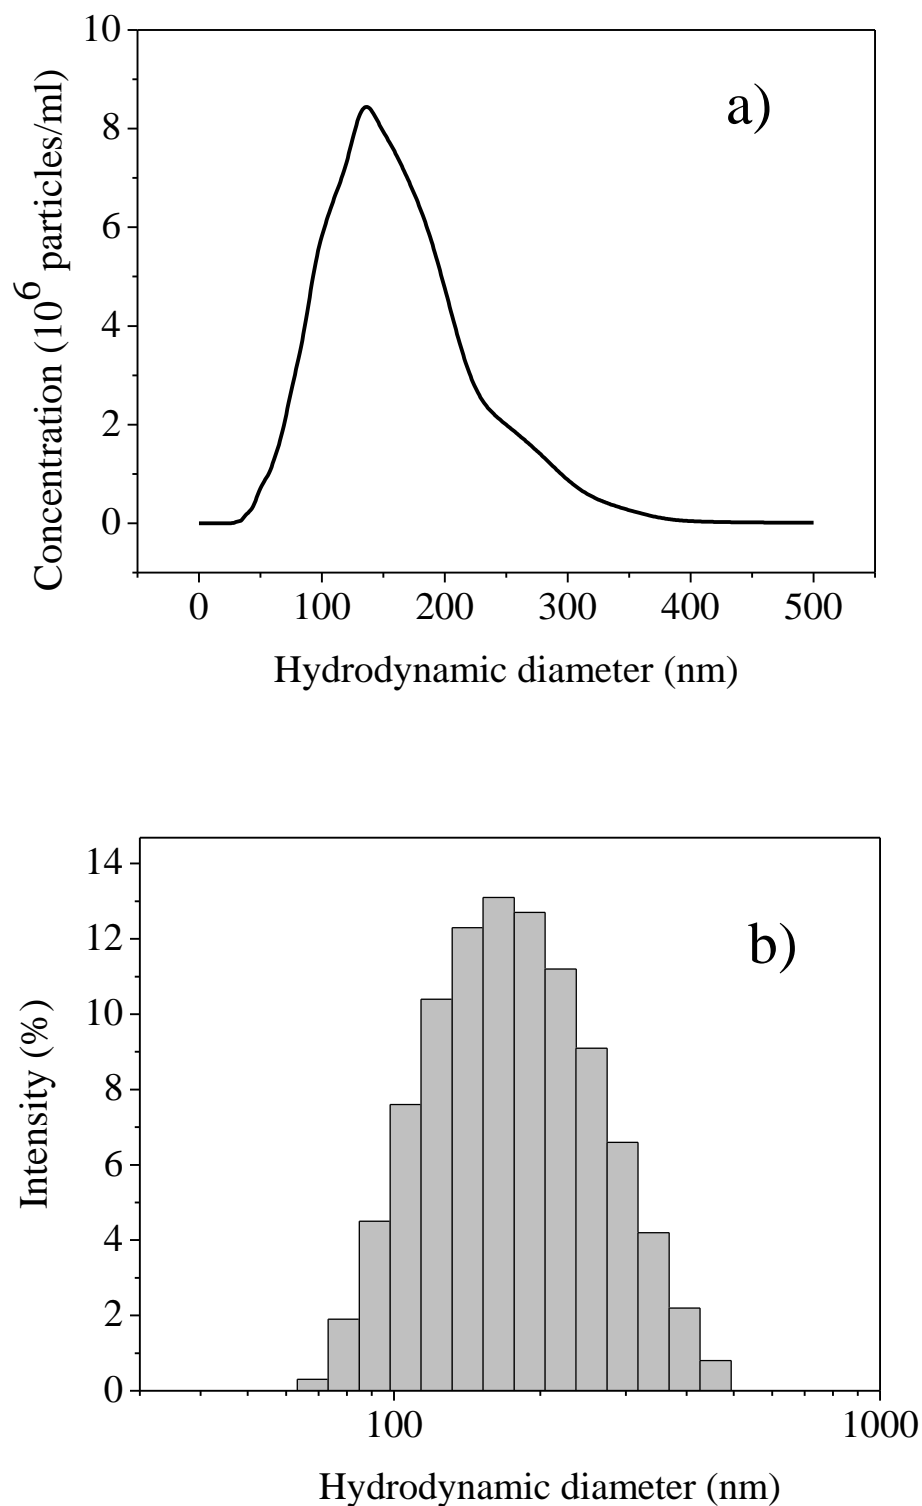 a)
Concentration (10^6 particles/ml)
10
8
6
4
2
0
0 100 200 300 400 500
Hydrodynamic diameter (nm)
b)
Intensity (%)
14
12
10
8
6
4
2
0
100 1000
Hydrodynamic diameter (nm)